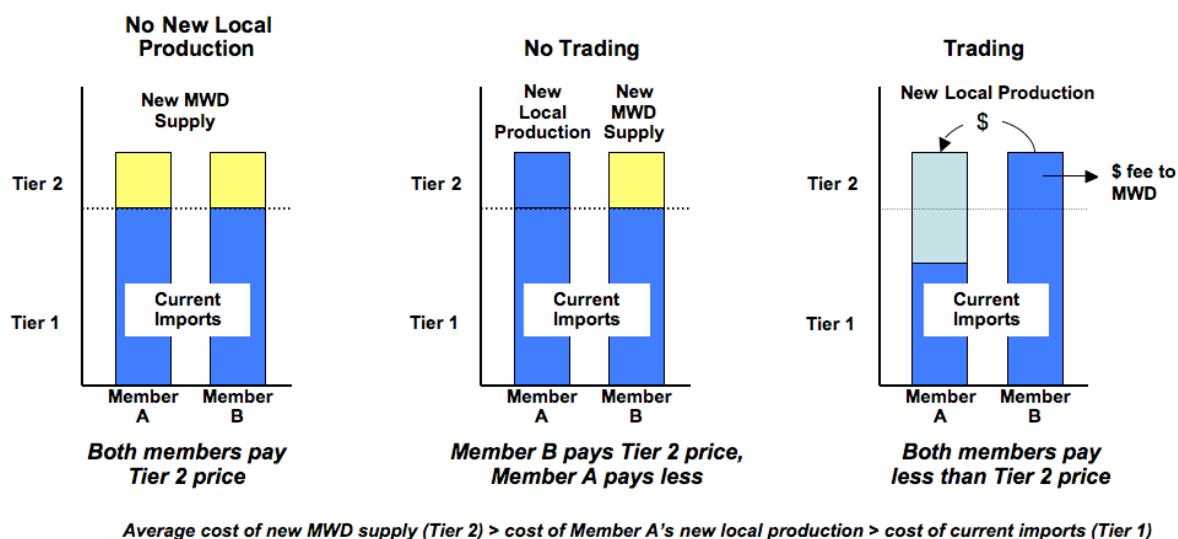 No New Local
Production
New MWD
Supply
Tier 2
Tier 1
Current
Imports
Member
A
Member
B
Both members pay
Tier 2 price
No Trading
New
Local
Production
New
MWD
Supply
Tier 2
Tier 1
Current
Imports
Member
A
Member
B
Member B pays Tier 2 price,
Member A pays less
Trading
New Local Production
$
Tier 2
$ fee to
MWD
Tier 1
Current
Imports
Member
A
Member
B
Both members pay
less than Tier 2 price
Average cost of new MWD supply (Tier 2) > cost of Member A's new local production > cost of current imports (Tier 1)